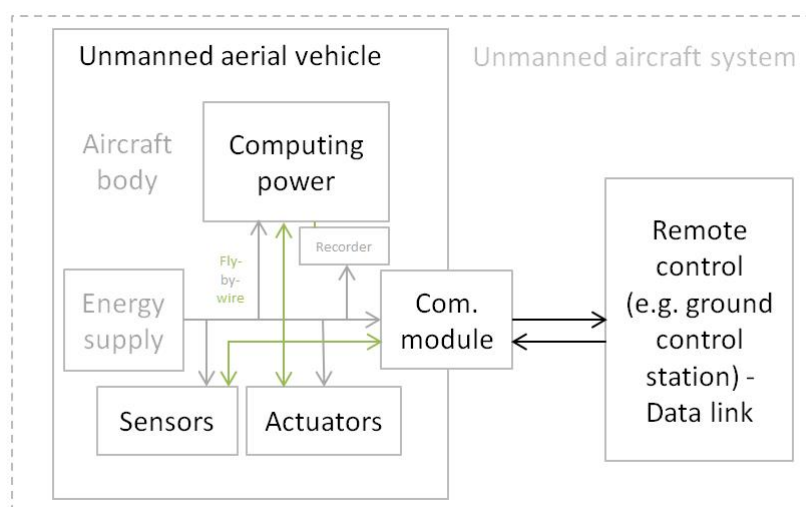 Unmanned aerial vehicle
Unmanned aircraft system
Aircraft
body
Computing
power
Recorder
Fly-
by-
wire
Energy
supply
Com.
module
Sensors
Actuators
Remote
control
(e.g. ground
control
station) -
Data link